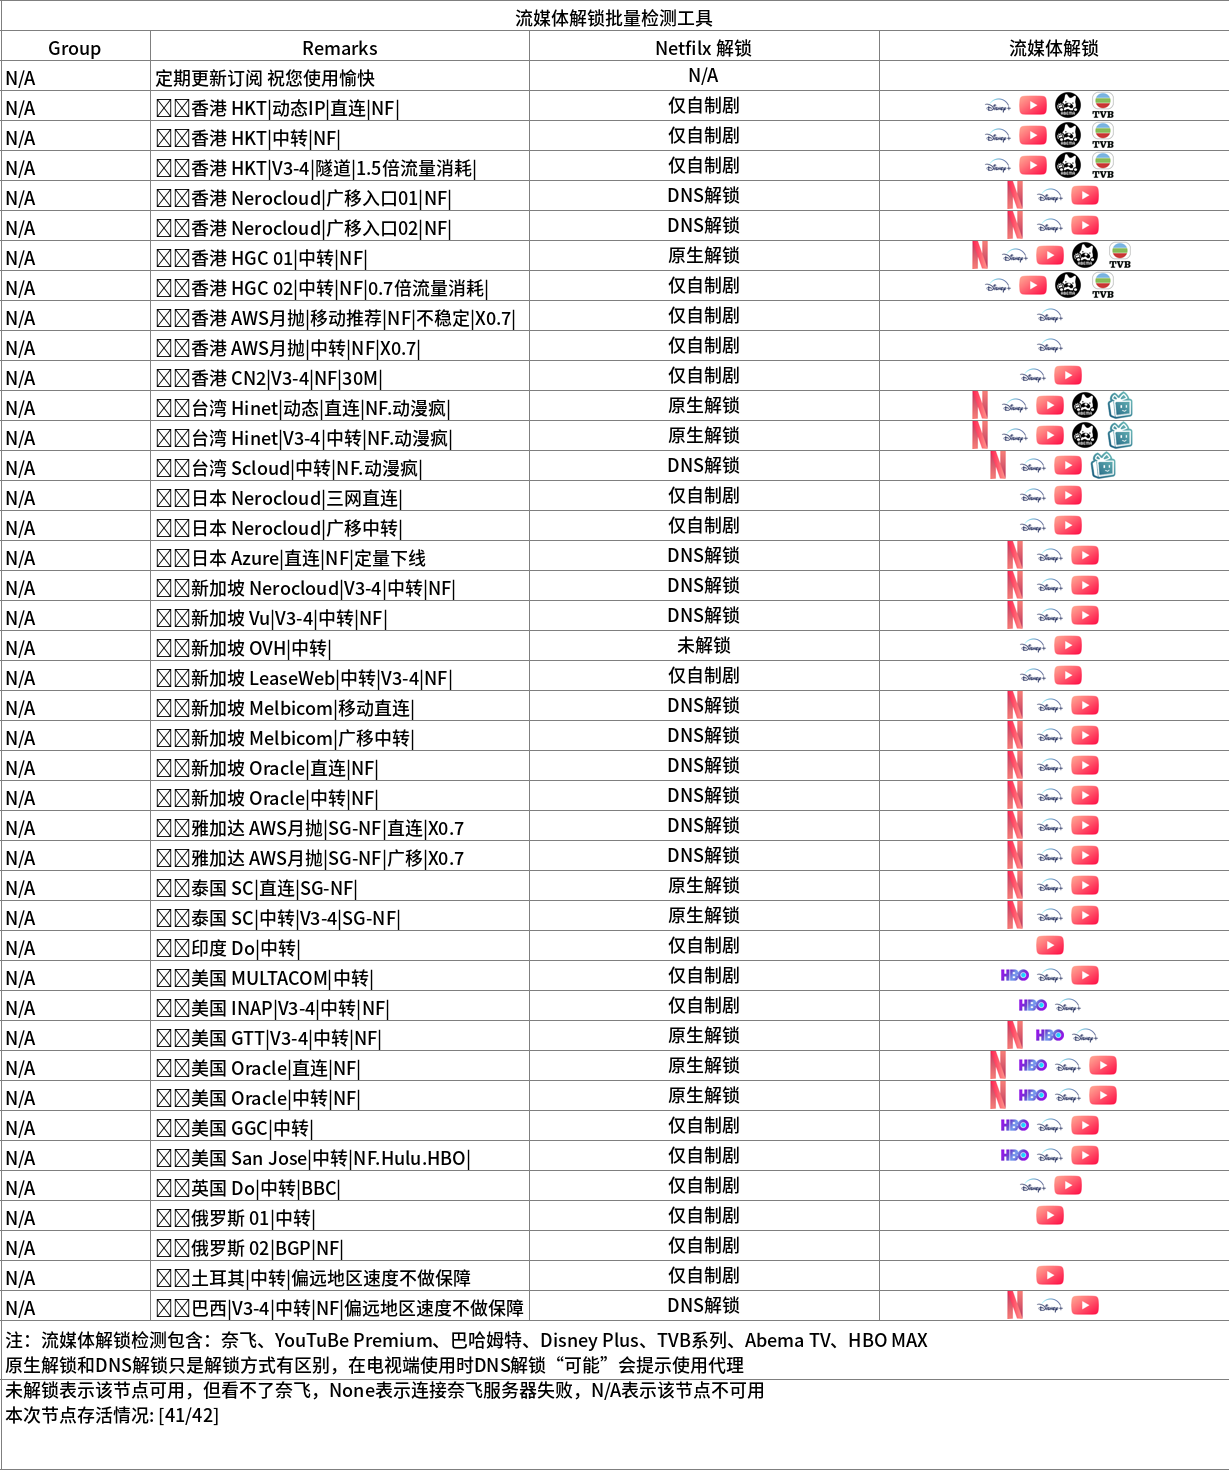 流媒体解锁批量检测工具
Group Remarks Netfilx 解锁 流媒体解锁
N/A 定期更新订阅 祝您使用愉快 N/A
N/A 香港 HKT|动态IP|直连|NF| 仅自制剧 Disney+ TVB
N/A 香港 HKT|中转|NF| 仅自制剧 Disney+ TVB
N/A 香港 HKT|V3-4|隧道|1.5倍流量消耗| 仅自制剧 Disney+ TVB
N/A 香港 Nerocloud|广移入口01|NF| DNS解锁 N Disney+
N/A 香港 Nerocloud|广移入口02|NF| DNS解锁 N Disney+
N/A 香港 HGC 01|中转|NF| 原生解锁 N Disney+ TVB
N/A 香港 HGC 02|中转|NF|0.7倍流量消耗| 仅自制剧 Disney+ TVB
N/A 香港 AWS月抛|移动推荐|NF|不稳定|X0.7| 仅自制剧 Disney+
N/A 香港 AWS月抛|中转|NF|X0.7| 仅自制剧 Disney+
N/A 香港 CN2|V3-4|NF|30M| 仅自制剧 Disney+
N/A 台湾 Hinet|动态|直连|NF.动漫疯| 原生解锁 N Disney+
N/A 台湾 Hinet|V3-4|中转|NF.动漫疯| 原生解锁 N Disney+
N/A 台湾 Scloud|中转|NF.动漫疯| DNS解锁 N Disney+
N/A 日本 Nerocloud|三网直连| 仅自制剧 Disney+
N/A 日本 Nerocloud|广移中转| 仅自制剧 Disney+
N/A 日本 Azure|直连|NF|定量下线 DNS解锁 N Disney+
N/A 新加坡 Nerocloud|V3-4|中转|NF| DNS解锁 N Disney+
N/A 新加坡 Vu|V3-4|中转|NF| DNS解锁 N Disney+
N/A 新加坡 OVH|中转| 未解锁 Disney+
N/A 新加坡 LeaseWeb|中转|V3-4|NF| 仅自制剧 Disney+
N/A 新加坡 Melbicom|移动直连| DNS解锁 N Disney+
N/A 新加坡 Melbicom|广移中转| DNS解锁 N Disney+
N/A 新加坡 Oracle|直连|NF| DNS解锁 N Disney+
N/A 新加坡 Oracle|中转|NF| DNS解锁 N Disney+
N/A 雅加达 AWS月抛|SG-NF|直连|X0.7 DNS解锁 N Disney+
N/A 雅加达 AWS月抛|SG-NF|广移|X0.7 DNS解锁 N Disney+
N/A 泰国 SC|直连|SG-NF| 原生解锁 N Disney+
N/A 泰国 SC|中转|V3-4|SG-NF| 原生解锁 N Disney+
N/A 印度 Do|中转| 仅自制剧
N/A 美国 MULTACOM|中转| 仅自制剧 HBO Disney+
N/A 美国 INAP|V3-4|中转|NF| 仅自制剧 HBO Disney+
N/A 美国 GTT|V3-4|中转|NF| 原生解锁 N HBO Disney+
N/A 美国 Oracle|直连|NF| 原生解锁 N HBO Disney+
N/A 美国 Oracle|中转|NF| 原生解锁 N HBO Disney+
N/A 美国 GGC|中转| 仅自制剧 HBO Disney+
N/A 美国 San Jose|中转|NF.Hulu.HBO| 仅自制剧 HBO Disney+
N/A 英国 Do|中转|BBC| 仅自制剧 Disney+
N/A 俄罗斯 01|中转| 仅自制剧
N/A 俄罗斯 02|BGP|NF| 仅自制剧
N/A 土耳其|中转|偏远地区速度不做保障 仅自制剧
N/A 巴西|V3-4|中转|NF|偏远地区速度不做保障 DNS解锁 N Disney+
注：流媒体解锁检测包含：奈飞、YouTuBe Premium、巴哈姆特、Disney Plus、TVB系列、Abema TV、HBO MAX
原生解锁和DNS解锁只是解锁方式有区别，在电视端使用时DNS解锁“可能”会提示使用代理
未解锁表示该节点可用，但看不了奈飞，None表示连接奈飞服务器失败，N/A表示该节点不可用
本次节点存活情况: [41/42]